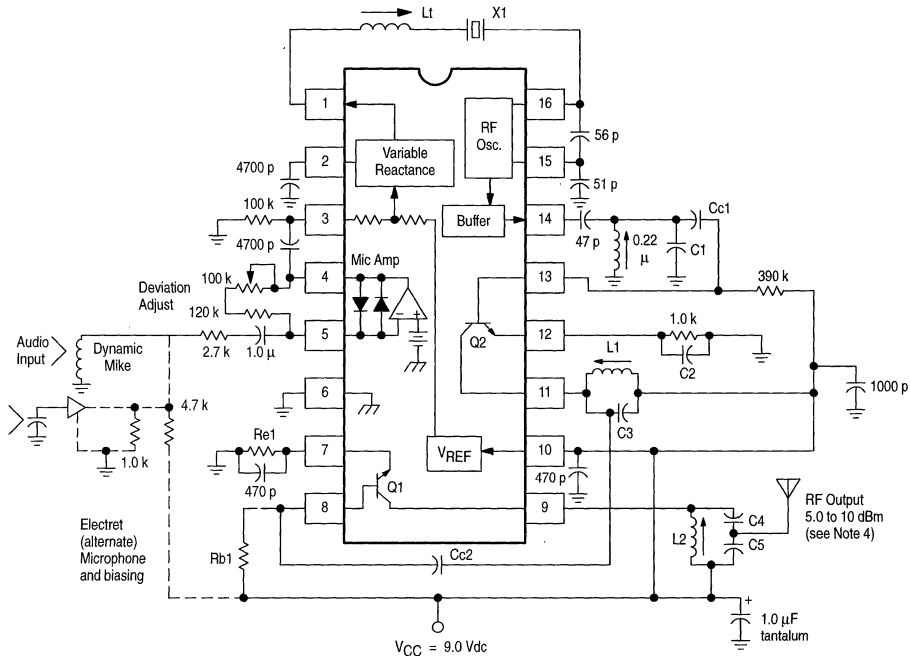 Lt
X1
1
16
RF
Osc.
56 p
Variable
Reactance
4700 p
2
15
51 p
100 k
3
Buffer
14
Cc1
4700 p
47 p
0.22
μ
C1
Mic Amp
100 k
4
13
390 k
Deviation
Adjust
120 k
Q2
1.0 k
Audio
Input
Dynamic
Mike
2.7 k
1.0 μ
5
− +
12
C2
L1
6
11
1000 p
4.7 k
C3
1.0 k
Re1
7
VREF
10
470 p
470 p
Q1
RF Output
5.0 to 10 dBm
(see Note 4)
8
9
C4
L2
C5
Electret
(alternate)
Microphone
and biasing
Rb1
Cc2
+
1.0 μF
tantalum
VCC = 9.0 Vdc